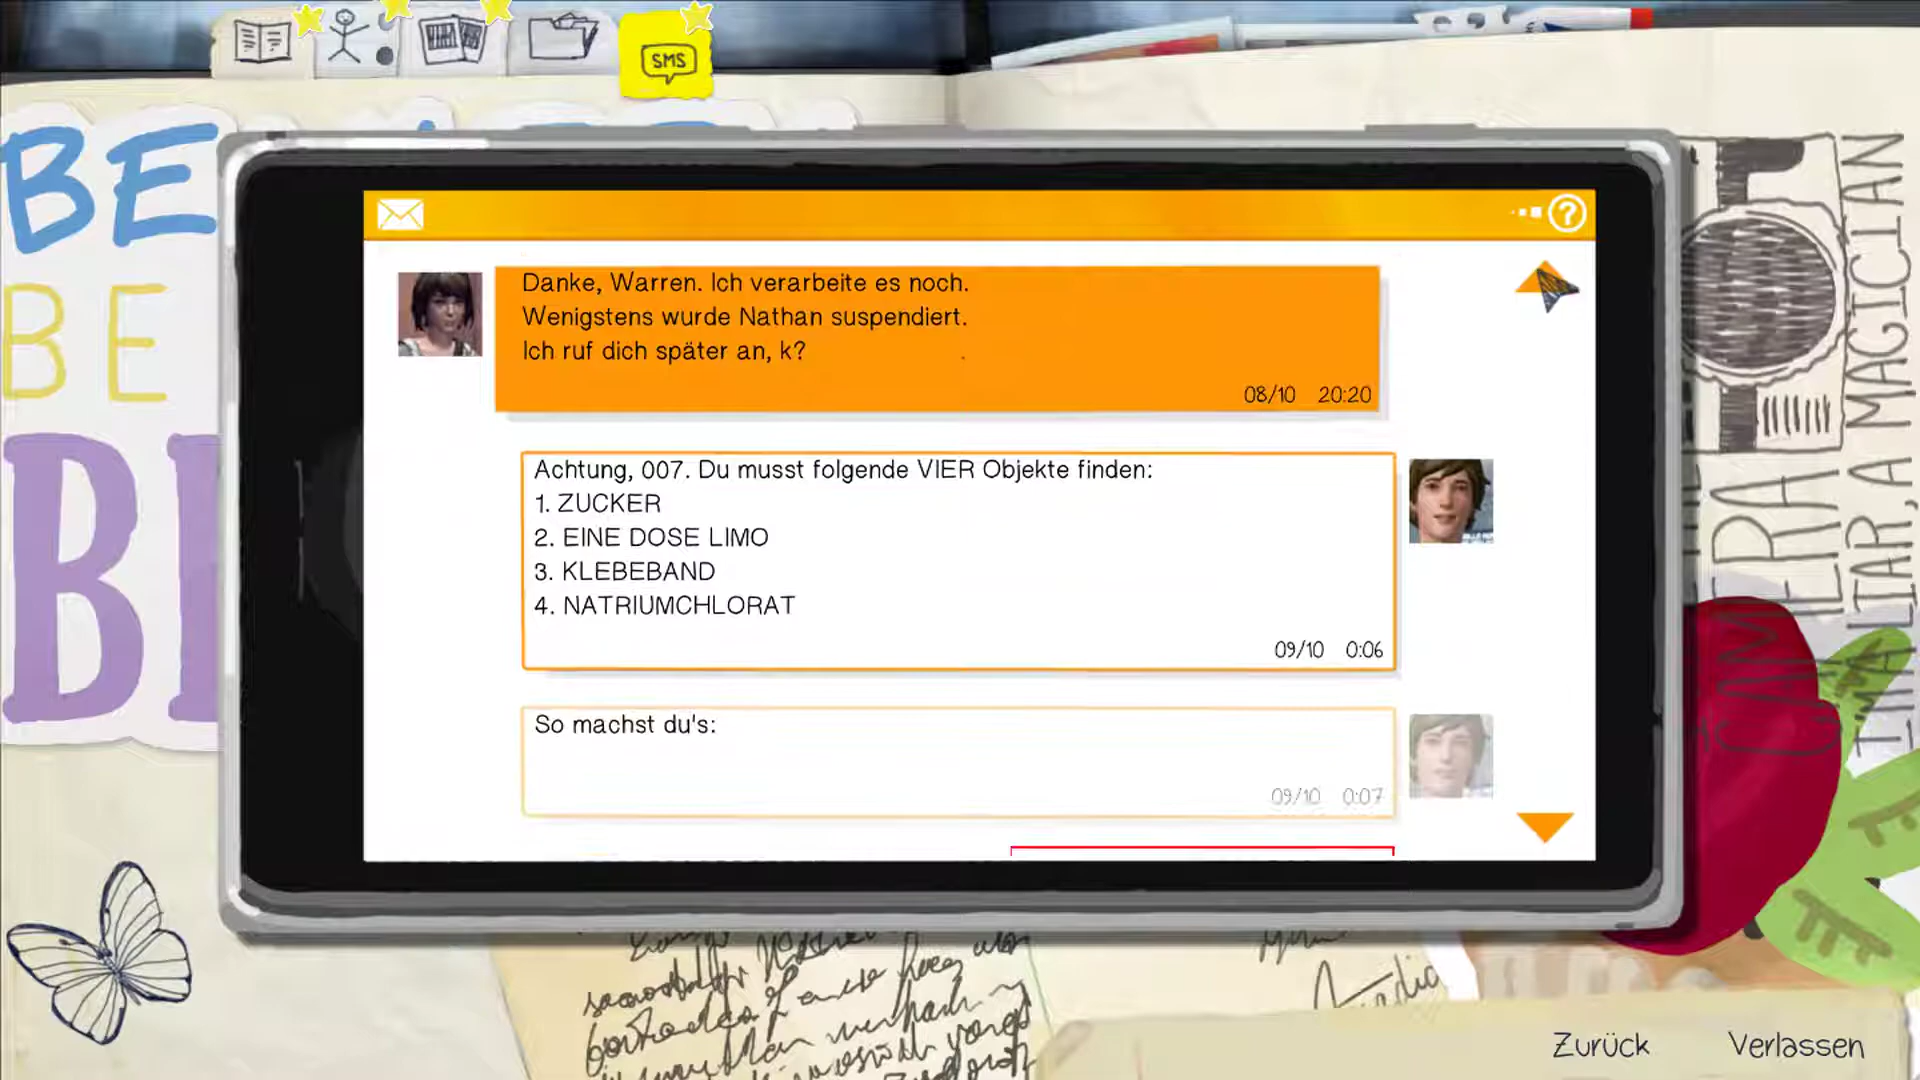 SMS
BE
BE
Danke, Warren. Ich verarbeite es noch.
Wenigstens wurde Nathan suspendiert.
Ich ruf dich später an, k?
08/10 20:20
Achtung, 007. Du musst folgende VIER Objekte finden:
1. ZUCKER
2. EINE DOSE LIMO
3. KLEBEBAND
4. NATRIUMCHLORAT
09/10 0:06
So machst du's:
09/10 0:07
LIAR, A MAGICIAN
Zurück
Verlassen